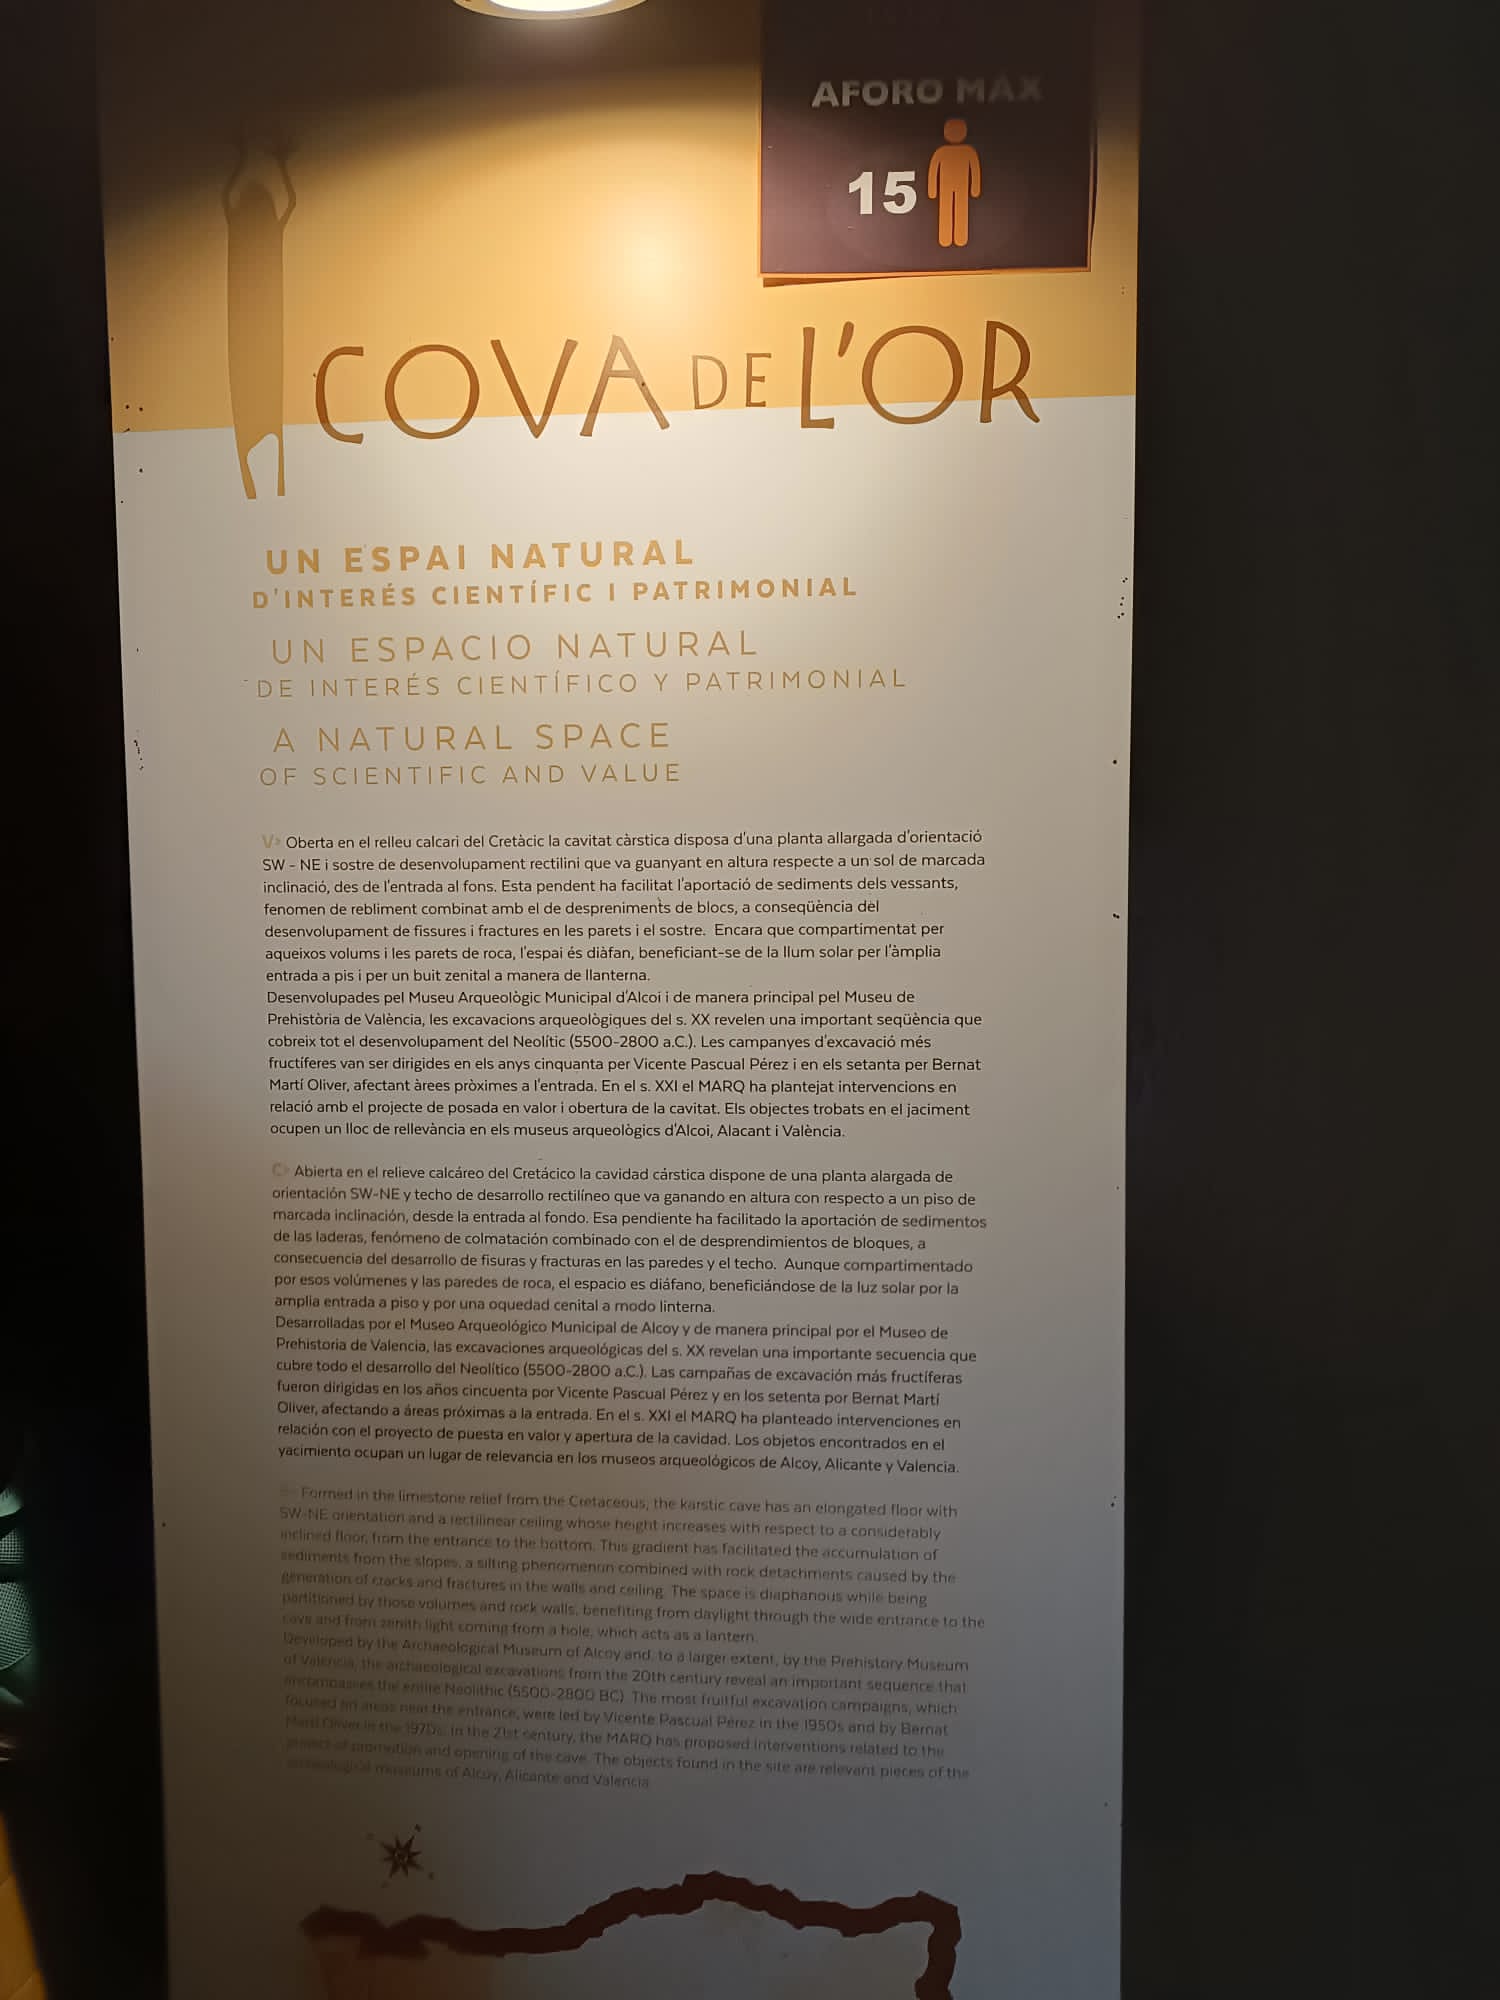 AFORO MÁX
15
COVA DE L'OR
UN ESPAI NATURAL
D'INTERÉS CIENTÍFIC I PATRIMONIAL
UN ESPACIO NATURAL
DE INTERÉS CIENTÍFICO Y PATRIMONIAL
A NATURAL SPACE
OF SCIENTIFIC AND VALUE
V> Oberta en el relleu calcari del Cretàcic la cavitat càrstica disposa d'una planta allargada d'orientació
SW - NE i sostre de desenvolupament rectilini que va guanyant en altura respecte a un sol de marcada
inclinació, des de l'entrada al fons. Esta pendent ha facilitat l'aportació de sediments dels vessants,
fenomen de rebliment combinat amb el de despreniments de blocs, a conseqüència del
desenvolupament de fissures i fractures en les parets i el sostre. Encara que compartimentat per
aqueixos volums i les parets de roca, l'espai és diàfan, beneficiant-se de la llum solar per l'àmplia
entrada a pis i per un buit zenital a manera de llanterna.
Desenvolupades pel Museu Arqueològic Municipal d'Alcoi i de manera principal pel Museu de
Prehistòria de València, les excavacions arqueològiques del s. XX revelen una important seqüència que
cobreix tot el desenvolupament del Neolític (5500-2800 a.C.). Les campanyes d'excavació més
fructíferes van ser dirigides en els anys cinquanta per Vicente Pascual Pérez i en els setanta per Bernat
Martí Oliver, afectant àrees pròximes a l'entrada. En el s. XXI el MARQ ha plantejat intervencions en
relació amb el projecte de posada en valor i obertura de la cavitat. Els objectes trobats en el jaciment
ocupen un lloc de rellevància en els museus arqueològics d'Alcoi, Alacant i València.
C> Abierta en el relieve calcáreo del Cretácico la cavidad cárstica dispone de una planta alargada de
orientación SW-NE y techo de desarrollo rectilíneo que va ganando en altura con respecto a un piso de
marcada inclinación, desde la entrada al fondo. Esa pendiente ha facilitado la aportación de sedimentos
de las laderas, fenómeno de colmatación combinado con el de desprendimientos de bloques, a
consecuencia del desarrollo de fisuras y fracturas en las paredes y el techo. Aunque compartimentado
por esos volúmenes y las paredes de roca, el espacio es diáfano, beneficiándose de la luz solar por la
amplia entrada a piso y por una oquedad cenital a modo linterna.
Desarrolladas por el Museo Arqueológico Municipal de Alcoy y de manera principal por el Museo de
Prehistoria de Valencia, las excavaciones arqueológicas del s. XX revelan una importante secuencia que
cubre todo el desarrollo del Neolítico (5500-2800 a.C.). Las campañas de excavación más fructíferas
fueron dirigidas en los años cincuenta por Vicente Pascual Pérez y en los setenta por Bernat Martí
Oliver, afectando a áreas próximas a la entrada. En el s. XXI el MARQ ha planteado intervenciones en
relación con el proyecto de puesta en valor y apertura de la cavidad. Los objetos encontrados en el
yacimiento ocupan un lugar de relevancia en los museos arqueológicos de Alcoy, Alicante y Valencia.
Formed in the limestone relief from the Cretaceous, the karstic cave has an elongated floor with
SW-NE orientation and a rectilinear ceiling whose height increases with respect to a considerably
inclined floor, from the entrance to the bottom. This gradient has facilitated the accumulation of
sediments from the slopes, a silting phenomenon combined with rock detachments caused by the
generation of cracks and fractures in the walls and ceiling. The space is diaphanous while being
partitioned by those volumes and rock walls, benefiting from daylight through the wide entrance to the
cave and from zenith light coming from a hole, which acts as a lantern.
Developed by the Archaeological Museum of Alcoy and, to a larger extent, by the Prehistory Museum
of Valencia, the archaeological excavations from the 20th century reveal an important sequence that
encompasses the entire Neolithic (5500-2800 BC). The most fruitful excavation campaigns, which
focused on areas near the entrance, were led by Vicente Pascual Pérez in the 1950s and by Bernat
Martí Oliver in the 1970s. In the 21st century, the MARQ has proposed interventions related to the
project of promotion and opening of the cave. The objects found in the site are relevant pieces of the
archeological museums of Alcoy, Alicante and Valencia.